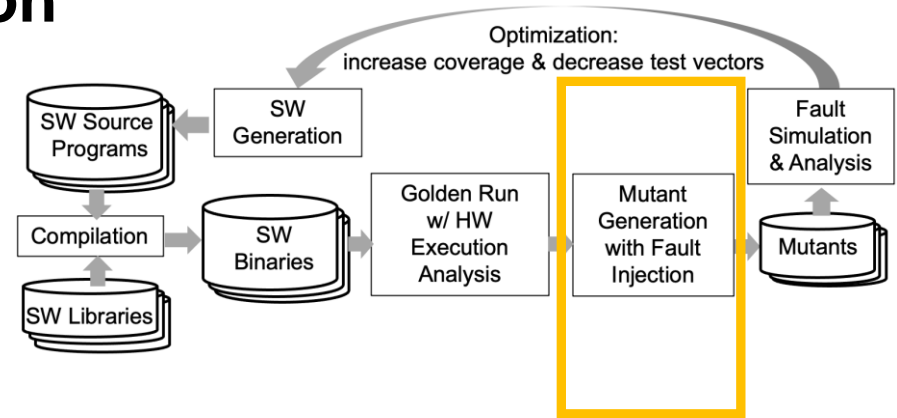 on
Optimization:
increase coverage & decrease test vectors
SW Source
Programs
SW
Generation
Fault
Simulation
& Analysis
Compilation
SW
Binaries
Golden Run
w/ HW
Execution
Analysis
Mutant
Generation
with Fault
Injection
Mutants
SW Libraries